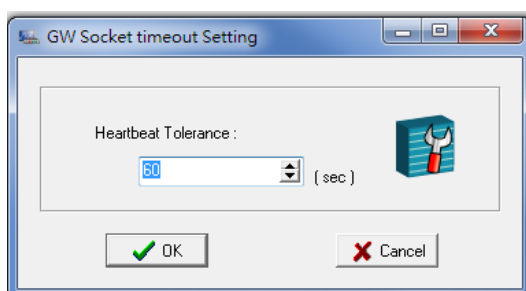 GW Socket timeout Setting
Heartbeat Tolerance :
60
( sec )
OK
Cancel